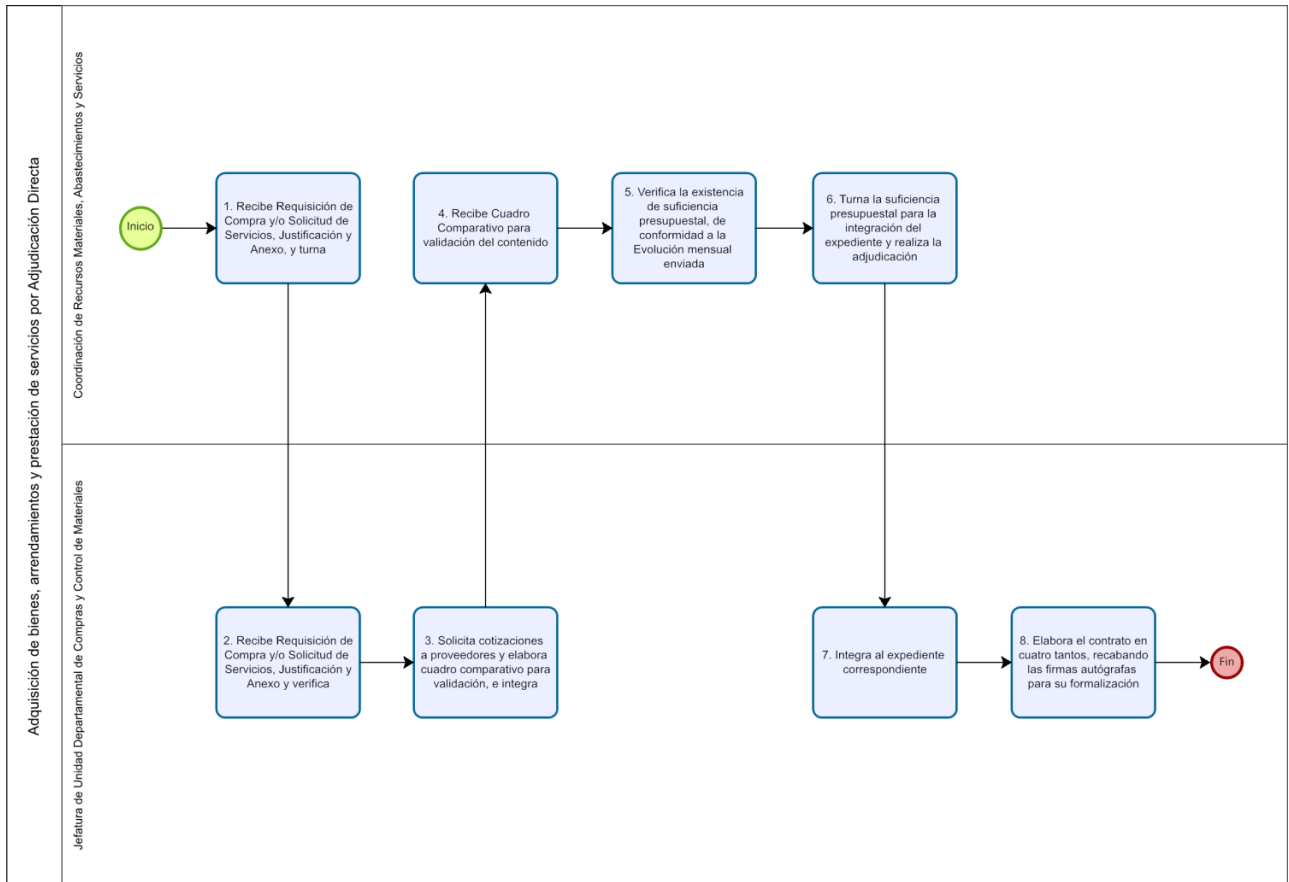 Adquisición de bienes, arrendamientos y prestación de servicios por Adjudicación Directa
Coordinación de Recursos Materiales, Abastecimientos y Servicios
Inicio
1. Recibe Requisición de
Compra y/o Solicitud de
Servicios, Justificación y
Anexo, y turna
4. Recibe Cuadro
Comparativo para
validación del contenido
5. Verifica la existencia
de suficiencia
presupuestal, de
conformidad a la
Evolución mensual
enviada
6. Turna la suficiencia
presupuestal para la
integración del
expediente y realiza la
adjudicación
Jefatura de Unidad Departamental de Compras y Control de Materiales
2. Recibe Requisición de
Compra y/o Solicitud de
Servicios, Justificación y
Anexo y verifica
3. Solicita cotizaciones
a proveedores y elabora
cuadro comparativo para
validación, e integra
7. Integra al expediente
correspondiente
8. Elabora el contrato en
cuatro tantos, recabando
las firmas autógrafas
para su formalización
Fin